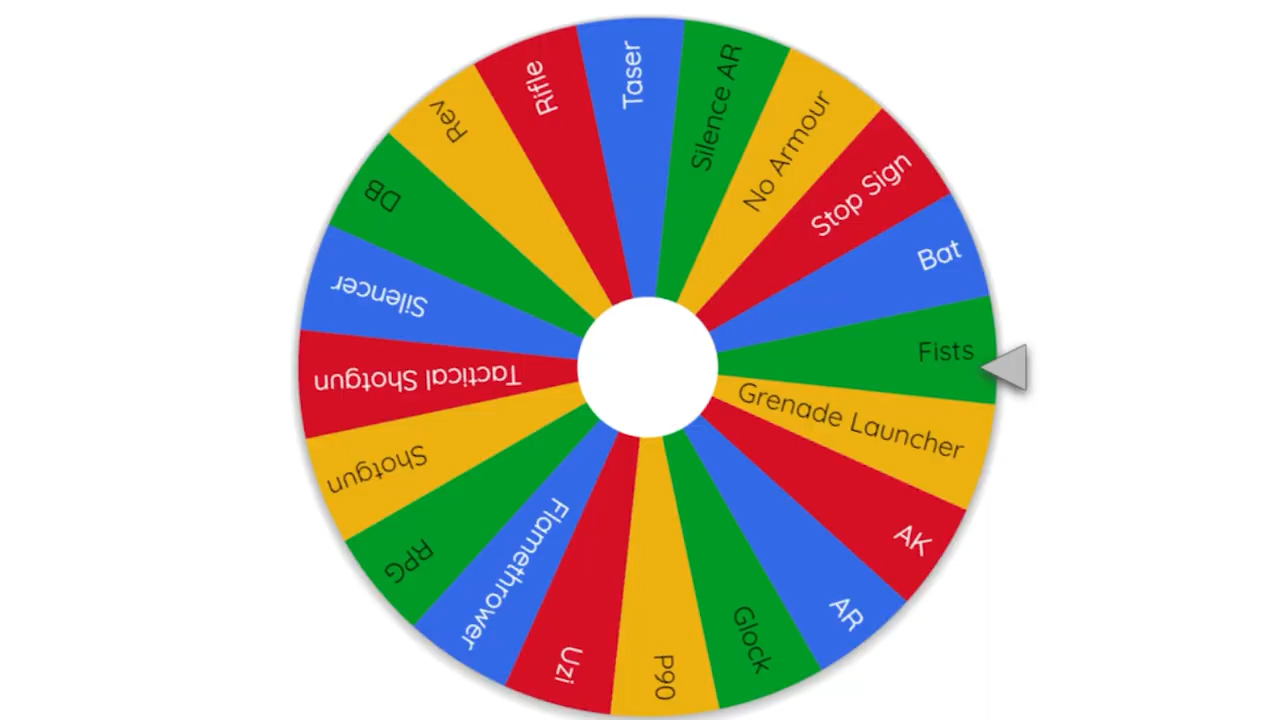 Taser
Silence AR
No Armour
Stop Sign
Bat
Fists
Grenade Launcher
AK
AR
Glock
P90
Uzi
Flamethrower
RPG
Shotgun
Tactical Shotgun
Silencer
DB
Rev
Rifle